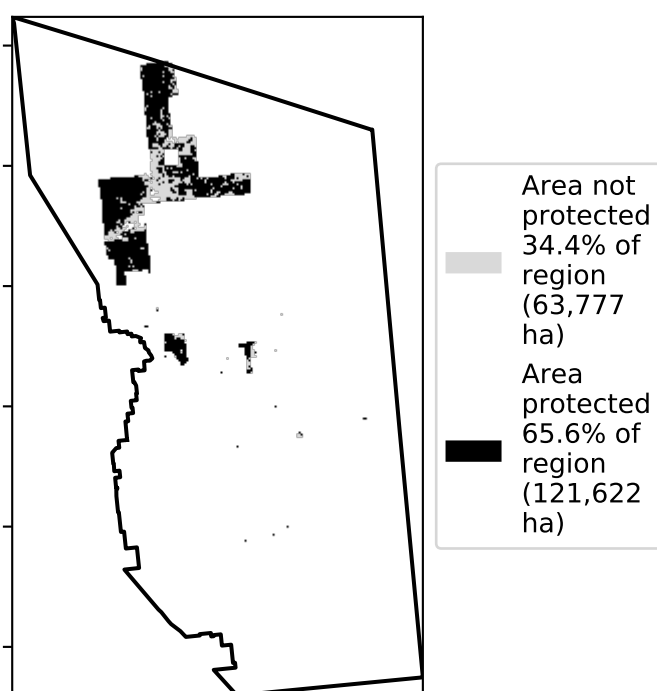 Area not
protected
34.4% of
region
(63,777
ha)
Area
protected
65.6% of
region
(121,622
ha)